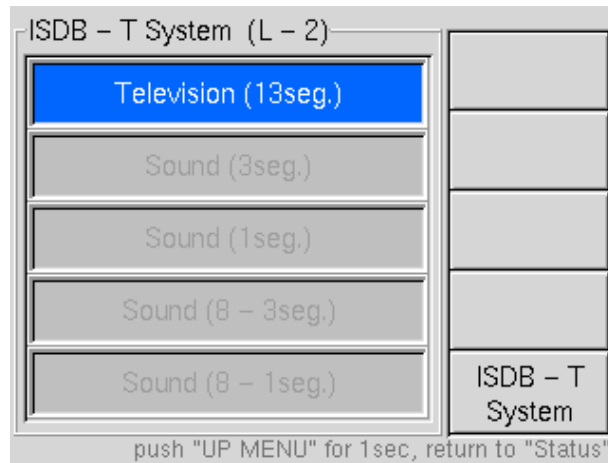 ISDB – T System (L – 2)
Television (13seg.)
Sound (3seg.)
Sound (1seg.)
Sound (8 – 3seg.)
Sound (8 – 1seg.)
ISDB – T
System
push "UP MENU" for 1sec, return to "Status"